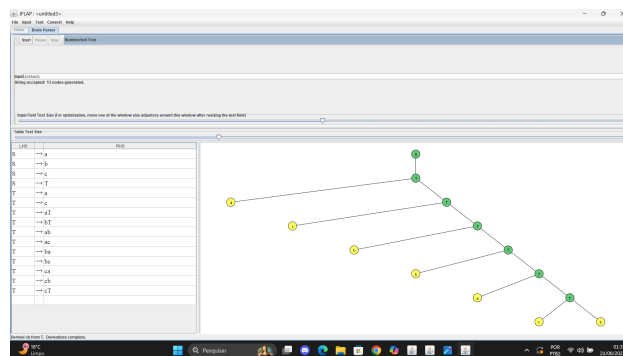 JFLAP : <untitled3>
File Input Test Convert Help
Editor Brute Parser
Start Pause Step Noninverted Tree
Input
String accepted! 13 nodes generated.
Input Field Text Size (For optimization, move one of the window size adjustors around this window after resizing the text field)
Table Text Size
LHS RHS
S → a
S → b
S → c
S → T
T → a
T → c
T → aT
T → bT
T → ab
T → ac
T → ba
T → bc
T → ca
T → cb
T → cT
S
T
a T
T
T
T
T
T
Derived cb from T. Derivations complete.
18°C
Limpo
Pesquisar
POR
PTB2